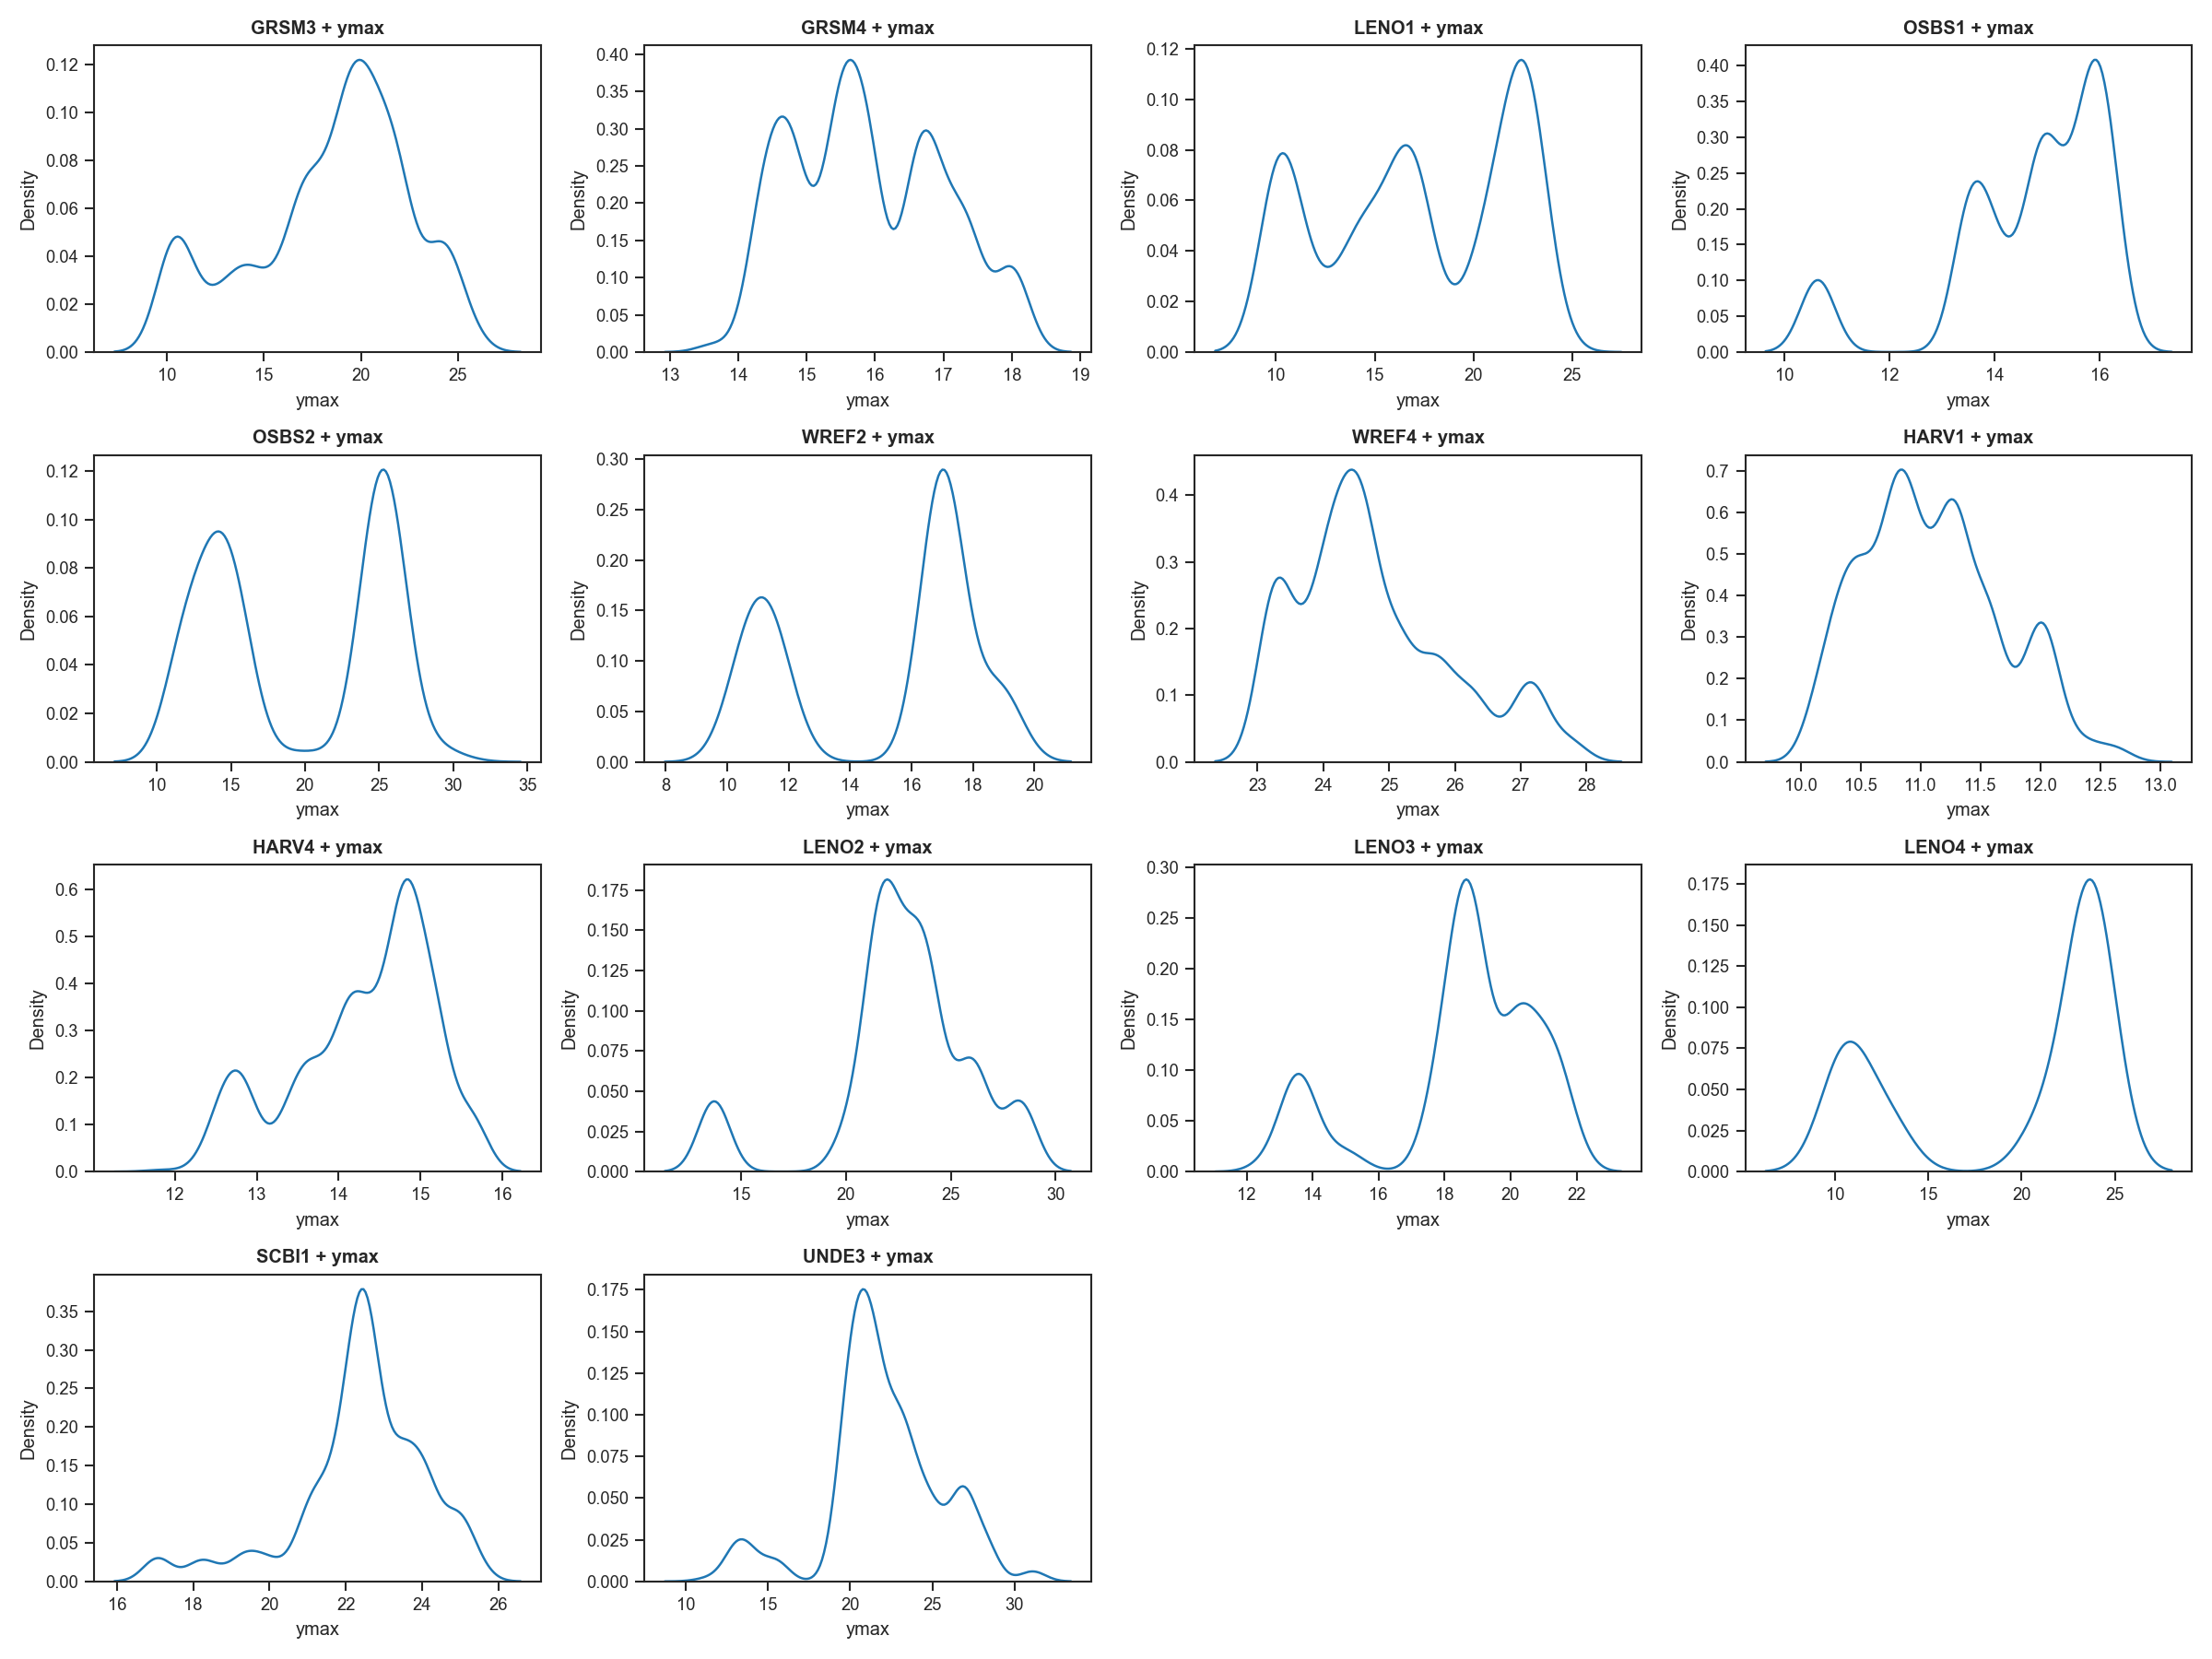 GRSM3 + ymax
GRSM4 + ymax
LENO1 + ymax
OSBS1 + ymax
0.12
0.10
0.08
0.06
0.04
0.02
0.00
Density
10 15 20 25
ymax
0.40
0.35
0.30
0.25
0.20
0.15
0.10
0.05
0.00
Density
13 14 15 16 17 18 19
ymax
0.12
0.10
0.08
0.06
0.04
0.02
0.00
Density
10 15 20 25
ymax
0.40
0.35
0.30
0.25
0.20
0.15
0.10
0.05
0.00
Density
10 12 14 16
ymax
OSBS2 + ymax
WREF2 + ymax
WREF4 + ymax
HARV1 + ymax
0.12
0.10
0.08
0.06
0.04
0.02
0.00
Density
10 15 20 25 30 35
ymax
0.30
0.25
0.20
0.15
0.10
0.05
0.00
Density
8 10 12 14 16 18 20
ymax
0.4
0.3
0.2
0.1
0.0
Density
23 24 25 26 27 28
ymax
0.7
0.6
0.5
0.4
0.3
0.2
0.1
0.0
Density
10.0 10.5 11.0 11.5 12.0 12.5 13.0
ymax
HARV4 + ymax
LENO2 + ymax
LENO3 + ymax
LENO4 + ymax
0.6
0.5
0.4
0.3
0.2
0.1
0.0
Density
12 13 14 15 16
ymax
0.175
0.150
0.125
0.100
0.075
0.050
0.025
0.000
Density
15 20 25 30
ymax
0.30
0.25
0.20
0.15
0.10
0.05
0.00
Density
12 14 16 18 20 22
ymax
0.175
0.150
0.125
0.100
0.075
0.050
0.025
0.000
Density
10 15 20 25
ymax
SCBI1 + ymax
UNDE3 + ymax
0.35
0.30
0.25
0.20
0.15
0.10
0.05
0.00
Density
16 18 20 22 24 26
ymax
0.175
0.150
0.125
0.100
0.075
0.050
0.025
0.000
Density
10 15 20 25 30
ymax